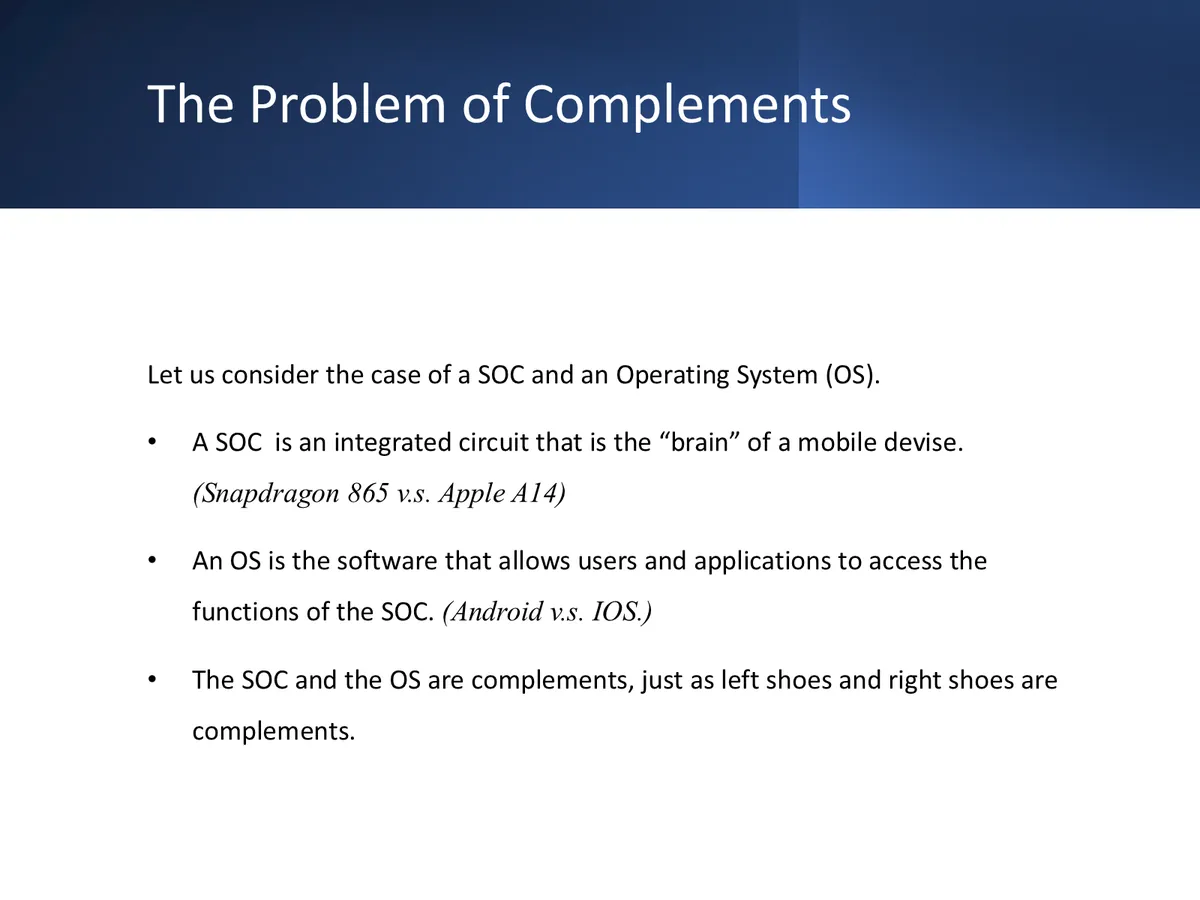 The Problem of Complements
Let us consider the case of a SOC and an Operating System (OS).
• A SOC  is an integrated circuit that is the “brain” of a mobile devise.
(Snapdragon 865 v.s. Apple A14)
• An OS is the software that allows users and applications to access the
functions of the SOC. (Android v.s. IOS.)
• The SOC and the OS are complements, just as left shoes and right shoes are
complements.